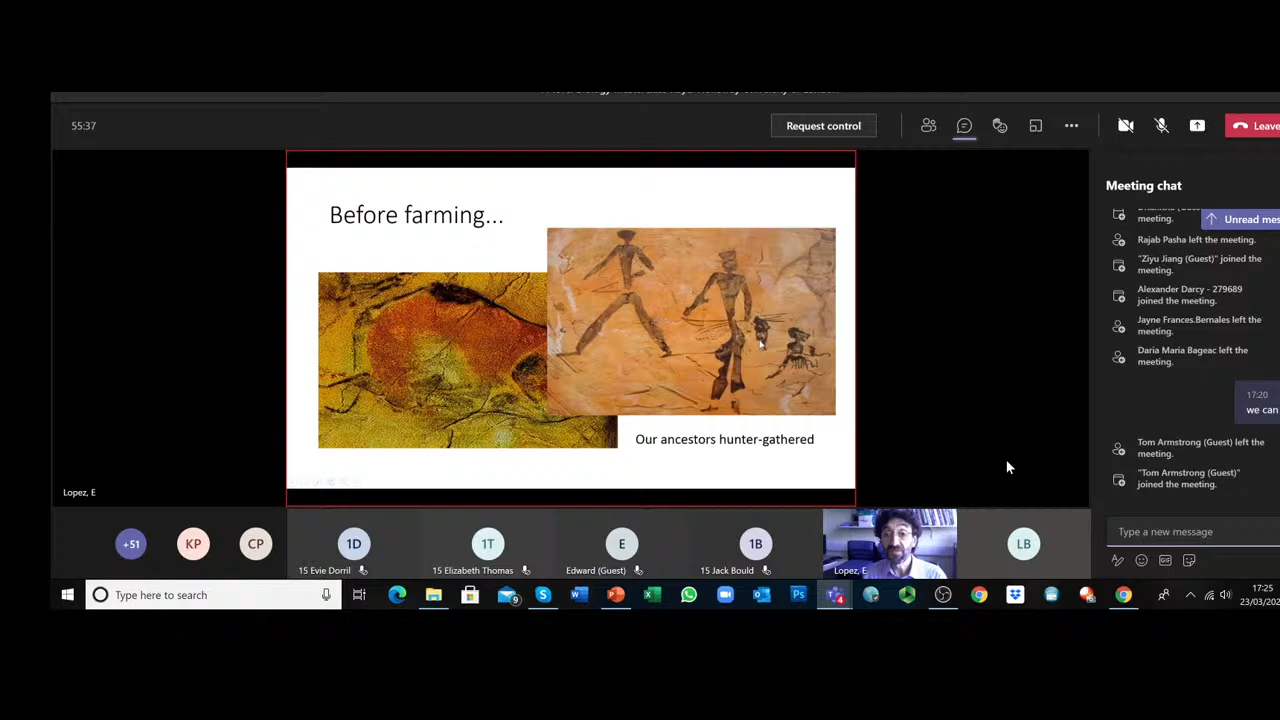 55:37
Request control
Leave
Before farming...
Our ancestors hunter-gathered
Lopez, E
Meeting chat
meeting.
Unread mes
Rajab Pasha left the meeting.
"Ziyu Jiang (Guest)" joined the
meeting.
Alexander Darcy - 279689
joined the meeting.
Jayne Frances.Bernales left the
meeting.
Daria Maria Bageac left the
meeting.
17:20
we can
Tom Armstrong (Guest) left the
meeting.
"Tom Armstrong (Guest)"
joined the meeting.
Type a new message
GIF
+51
KP
CP
1D
15 Evie Dorril
1T
15 Elizabeth Thomas
E
Edward (Guest)
1B
15 Jack Bould
Lopez, E
LB
Type here to search
9
4
17:25
23/03/202